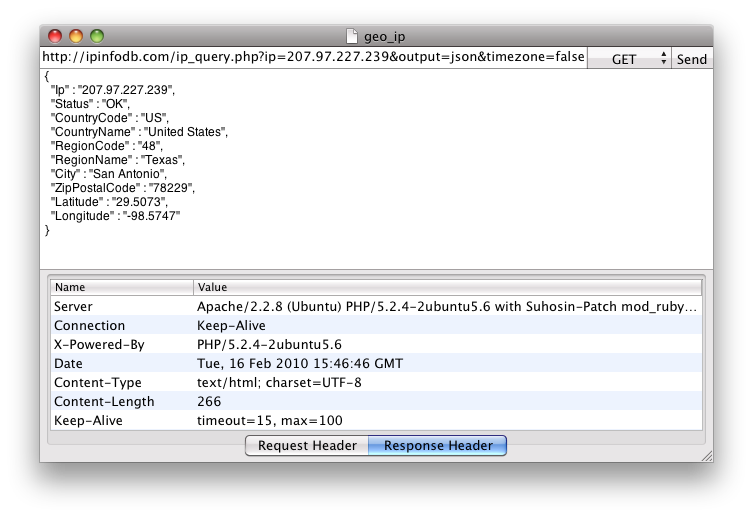 geo_ip
http://ipinfodb.com/ip_query.php?ip=207.97.227.239&output=json&timezone=false GET Send
{
"Ip" : "207.97.227.239",
"Status" : "OK",
"CountryCode" : "US",
"CountryName" : "United States",
"RegionCode" : "48",
"RegionName" : "Texas",
"City" : "San Antonio",
"ZipPostalCode" : "78229",
"Latitude" : "29.5073",
"Longitude" : "-98.5747"
}
Name Value
Server Apache/2.2.8 (Ubuntu) PHP/5.2.4-2ubuntu5.6 with Suhosin-Patch mod_ruby...
Connection Keep-Alive
X-Powered-By PHP/5.2.4-2ubuntu5.6
Date Tue, 16 Feb 2010 15:46:46 GMT
Content-Type text/html; charset=UTF-8
Content-Length 266
Keep-Alive timeout=15, max=100
Request Header Response Header